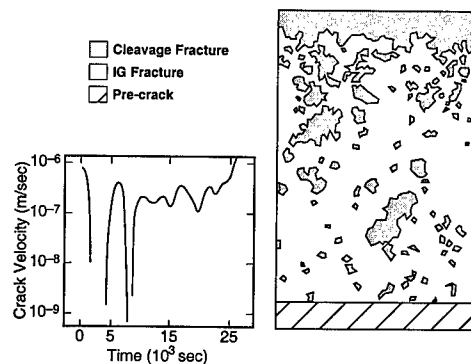 Cleavage Fracture
IG Fracture
Pre-crack
10⁻⁶
10⁻⁷
10⁻⁸
10⁻⁹
Crack Velocity (m/sec)
0 5 15 25
Time (10³ sec)